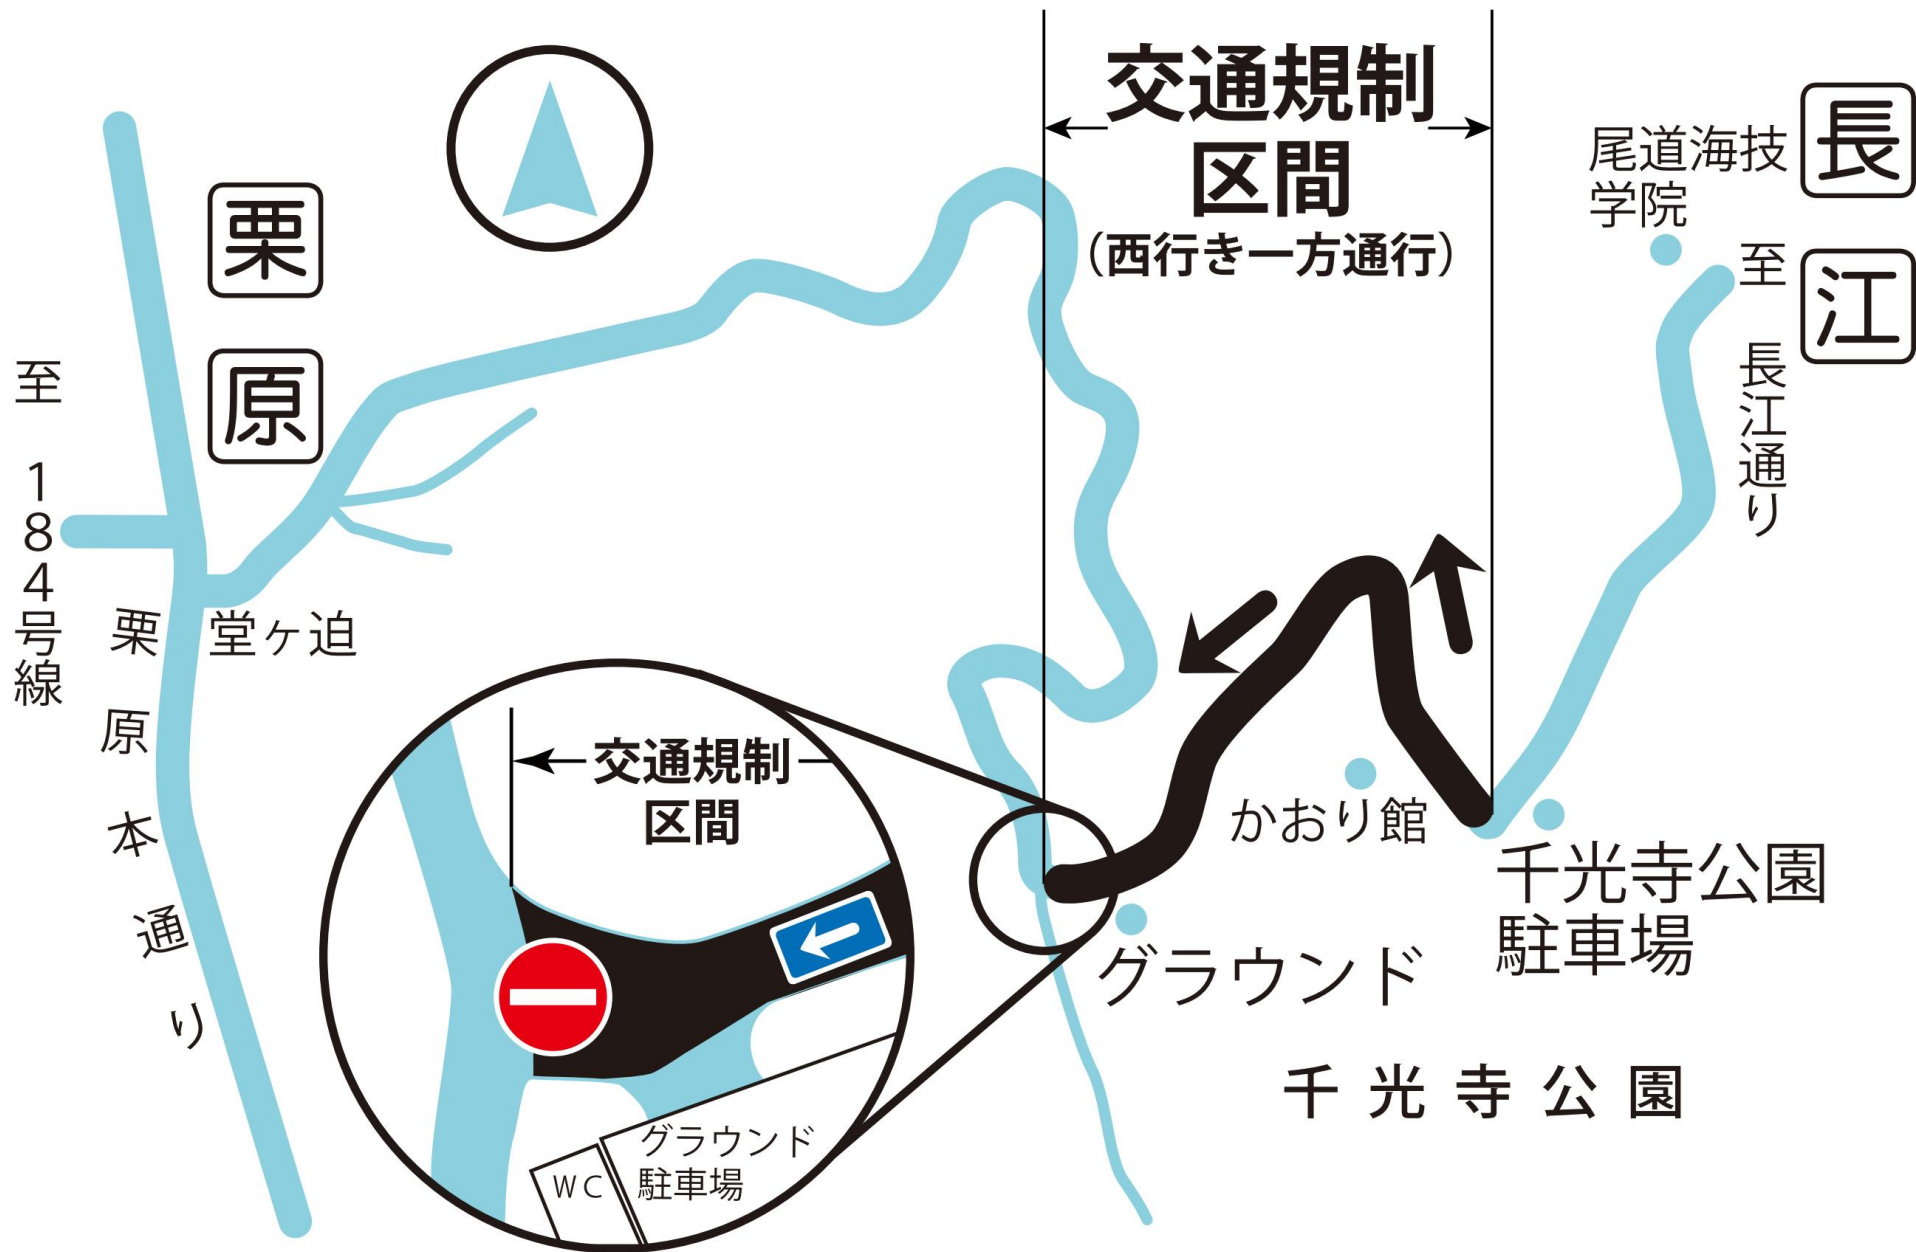 交通規制
区間
（西行き一方通行）
尾道海技
学院
長江
至 長江通り
栗原
至 184号線
栗原本通り
堂ヶ迫
交通規制
区間
かおり館
千光寺公園
駐車場
グラウンド
千光寺公園
グラウンド
駐車場
WC